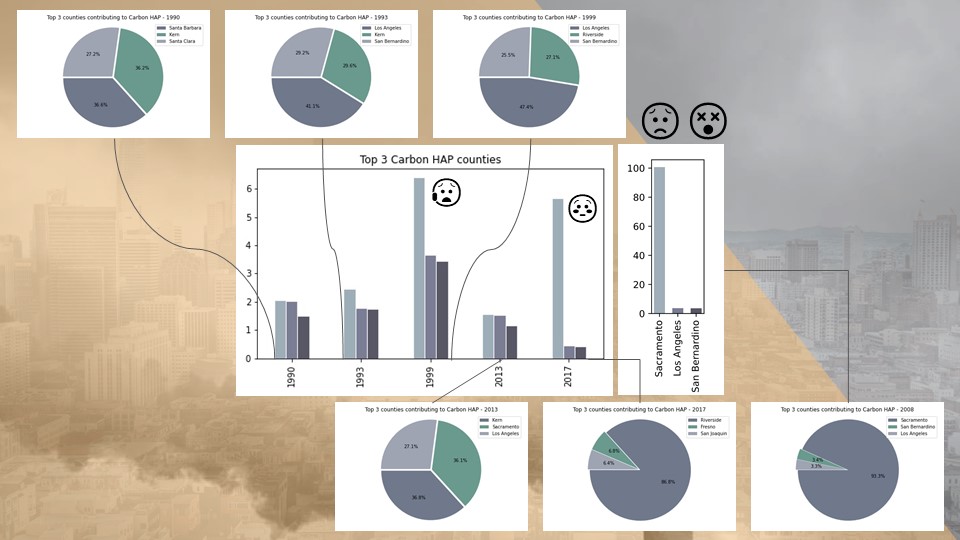 Top 3 counties contributing to Carbon HAP - 1990
Santa Barbara
Kern
Santa Clara
27.2%
36.2%
36.6%
Top 3 counties contributing to Carbon HAP - 1993
Los Angeles
Kern
San Bernardino
29.2%
29.6%
41.1%
Top 3 counties contributing to Carbon HAP - 1999
Los Angeles
Riverside
San Bernardino
25.5%
27.1%
47.4%
Top 3 Carbon HAP counties
6
5
4
3
2
1
0
1990
1993
1999
2013
2017
100
80
60
40
20
0
Sacramento
Los Angeles
San Bernardino
Top 3 counties contributing to Carbon HAP - 2013
Kern
Sacramento
Los Angeles
27.1%
36.1%
36.8%
Top 3 counties contributing to Carbon HAP - 2017
Riverside
Fresno
San Joaquin
6.8%
6.4%
86.8%
Top 3 counties contributing to Carbon HAP - 2008
Sacramento
San Bernardino
Los Angeles
3.4%
3.3%
93.3%